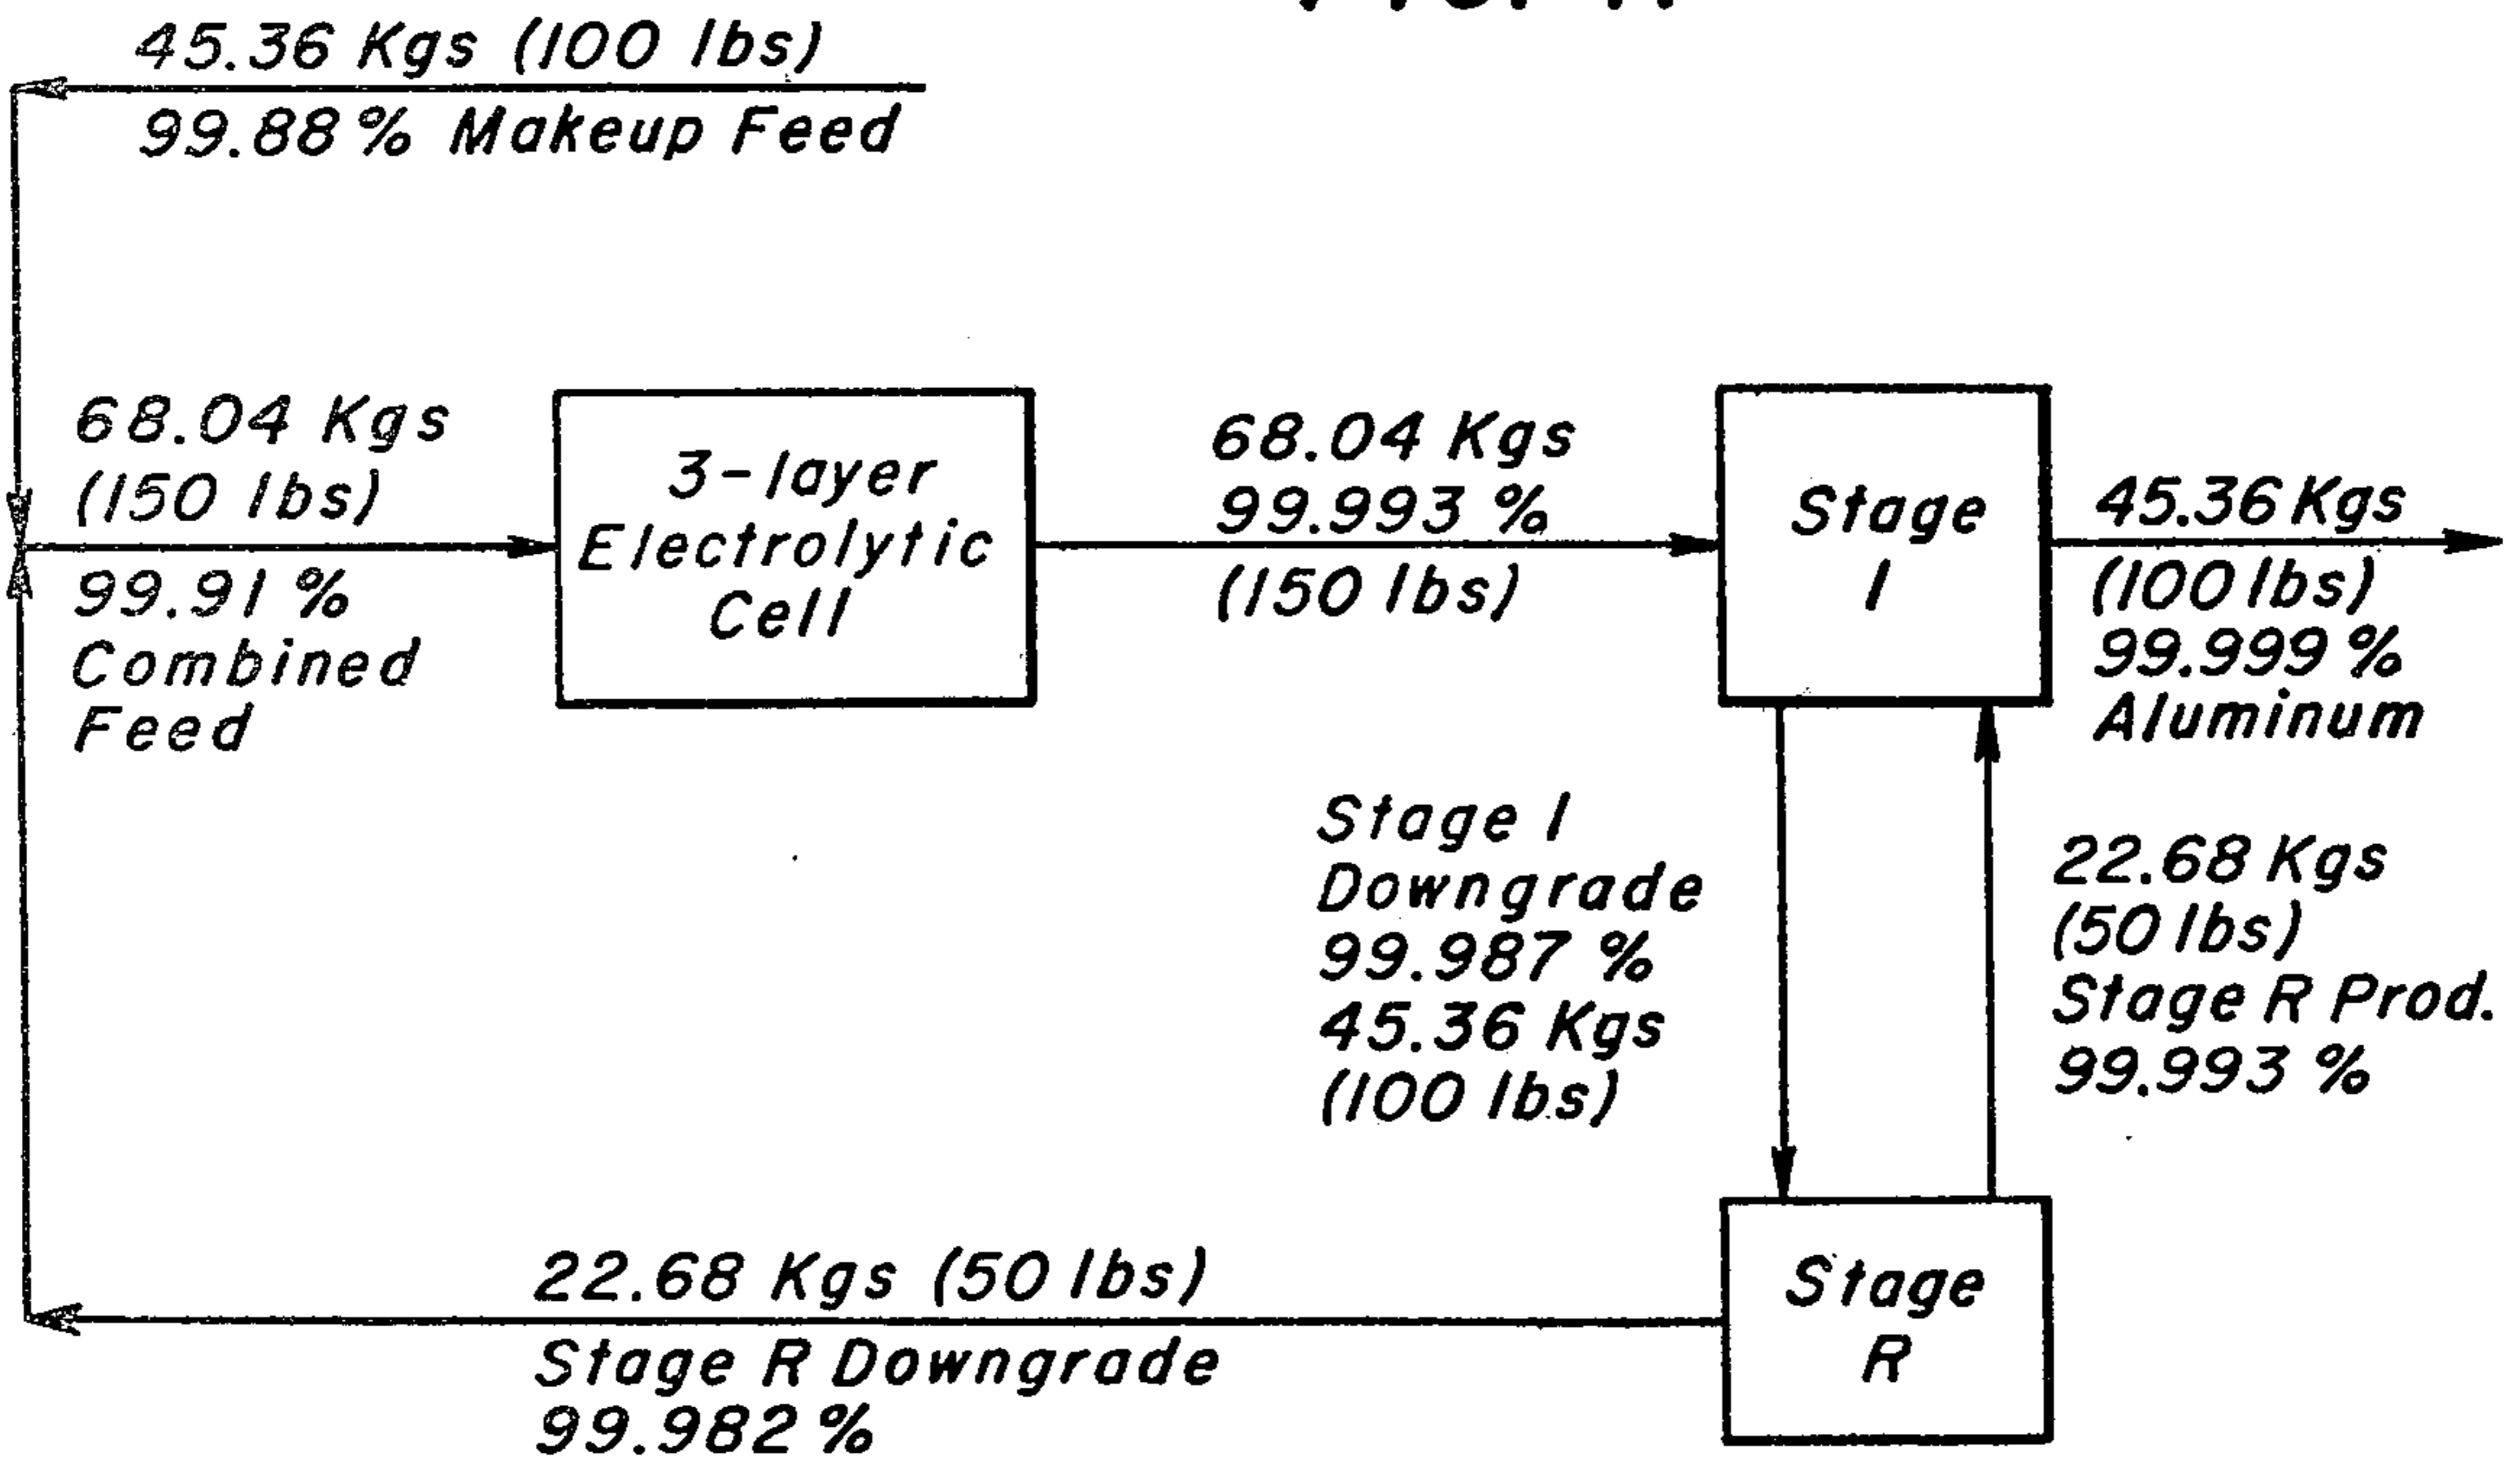 45.36 Kgs (100 lbs)
99.88% Makeup Feed
68.04 Kgs
(150 lbs)
99.91 %
Combined
Feed
3-layer
Electrolytic
Cell
68.04 Kgs
99.993 %
(150 lbs)
Stage
I
45.36 Kgs
(100 lbs)
99.999 %
Aluminum
Stage I
Downgrade
99.987 %
45.36 Kgs
(100 lbs)
22.68 Kgs
(50 lbs)
Stage R Prod.
99.993 %
22.68 Kgs (50 lbs)
Stage R Downgrade
99.982 %
Stage
R